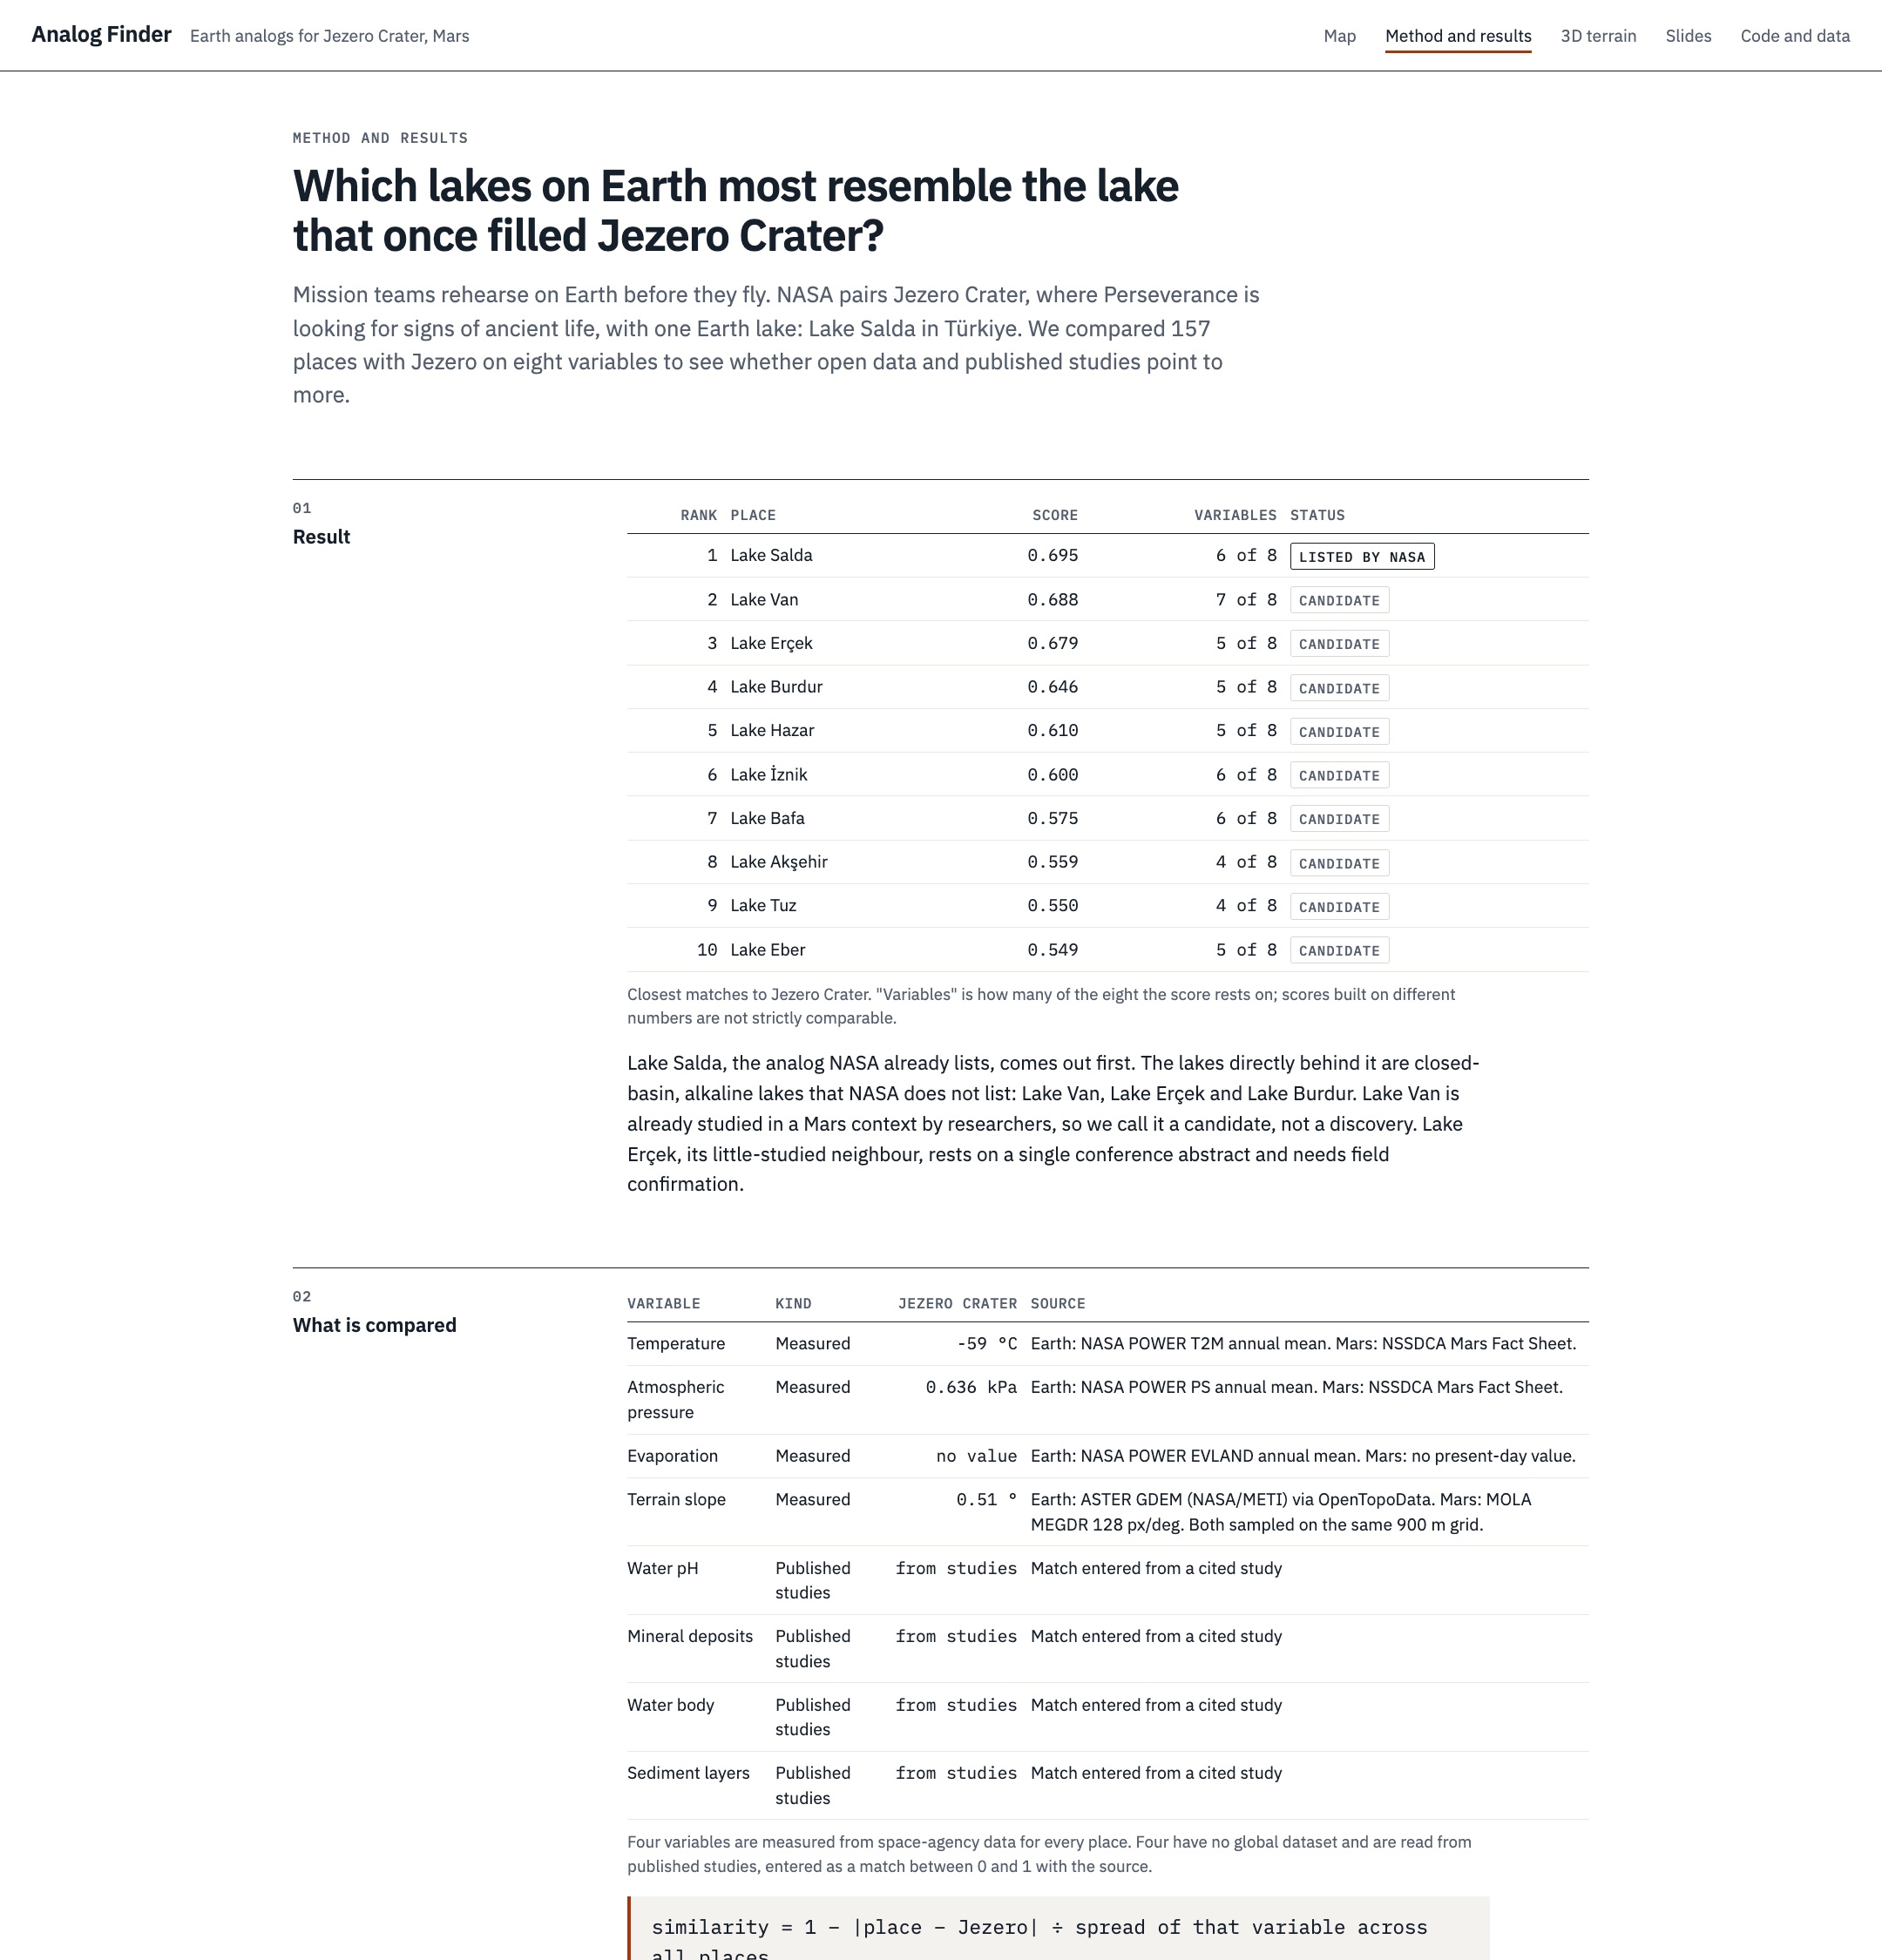 Analog Finder Earth analogs for Jezero Crater, Mars Map Method and results 3D terrain Slides Code and data
METHOD AND RESULTS
Which lakes on Earth most resemble the lake
that once filled Jezero Crater?
Mission teams rehearse on Earth before they fly. NASA pairs Jezero Crater, where Perseverance is
looking for signs of ancient life, with one Earth lake: Lake Salda in Türkiye. We compared 157
places with Jezero on eight variables to see whether open data and published studies point to
more.
01
Result
RANK PLACE SCORE VARIABLES STATUS
1 Lake Salda 0.695 6 of 8 LISTED BY NASA
2 Lake Van 0.688 7 of 8 CANDIDATE
3 Lake Erçek 0.679 5 of 8 CANDIDATE
4 Lake Burdur 0.646 5 of 8 CANDIDATE
5 Lake Hazar 0.610 5 of 8 CANDIDATE
6 Lake İznik 0.600 6 of 8 CANDIDATE
7 Lake Bafa 0.575 6 of 8 CANDIDATE
8 Lake Akşehir 0.559 4 of 8 CANDIDATE
9 Lake Tuz 0.550 4 of 8 CANDIDATE
10 Lake Eber 0.549 5 of 8 CANDIDATE
Closest matches to Jezero Crater. "Variables" is how many of the eight the score rests on; scores built on different
numbers are not strictly comparable.
Lake Salda, the analog NASA already lists, comes out first. The lakes directly behind it are closed-
basin, alkaline lakes that NASA does not list: Lake Van, Lake Erçek and Lake Burdur. Lake Van is
already studied in a Mars context by researchers, so we call it a candidate, not a discovery. Lake
Erçek, its little-studied neighbour, rests on a single conference abstract and needs field
confirmation.
02
What is compared
VARIABLE KIND JEZERO CRATER SOURCE
Temperature Measured -59 °C Earth: NASA POWER T2M annual mean. Mars: NSSDCA Mars Fact Sheet.
Atmospheric Measured 0.636 kPa Earth: NASA POWER PS annual mean. Mars: NSSDCA Mars Fact Sheet.
pressure
Evaporation Measured no value Earth: NASA POWER EVLAND annual mean. Mars: no present-day value.
Terrain slope Measured 0.51 ° Earth: ASTER GDEM (NASA/METI) via OpenTopoData. Mars: MOLA
MEGDR 128 px/deg. Both sampled on the same 900 m grid.
Water pH Published from studies Match entered from a cited study
studies
Mineral deposits Published from studies Match entered from a cited study
studies
Water body Published from studies Match entered from a cited study
studies
Sediment layers Published from studies Match entered from a cited study
studies
Four variables are measured from space-agency data for every place. Four have no global dataset and are read from
published studies, entered as a match between 0 and 1 with the source.
similarity = 1 − |place − Jezero| ÷ spread of that variable across
all places